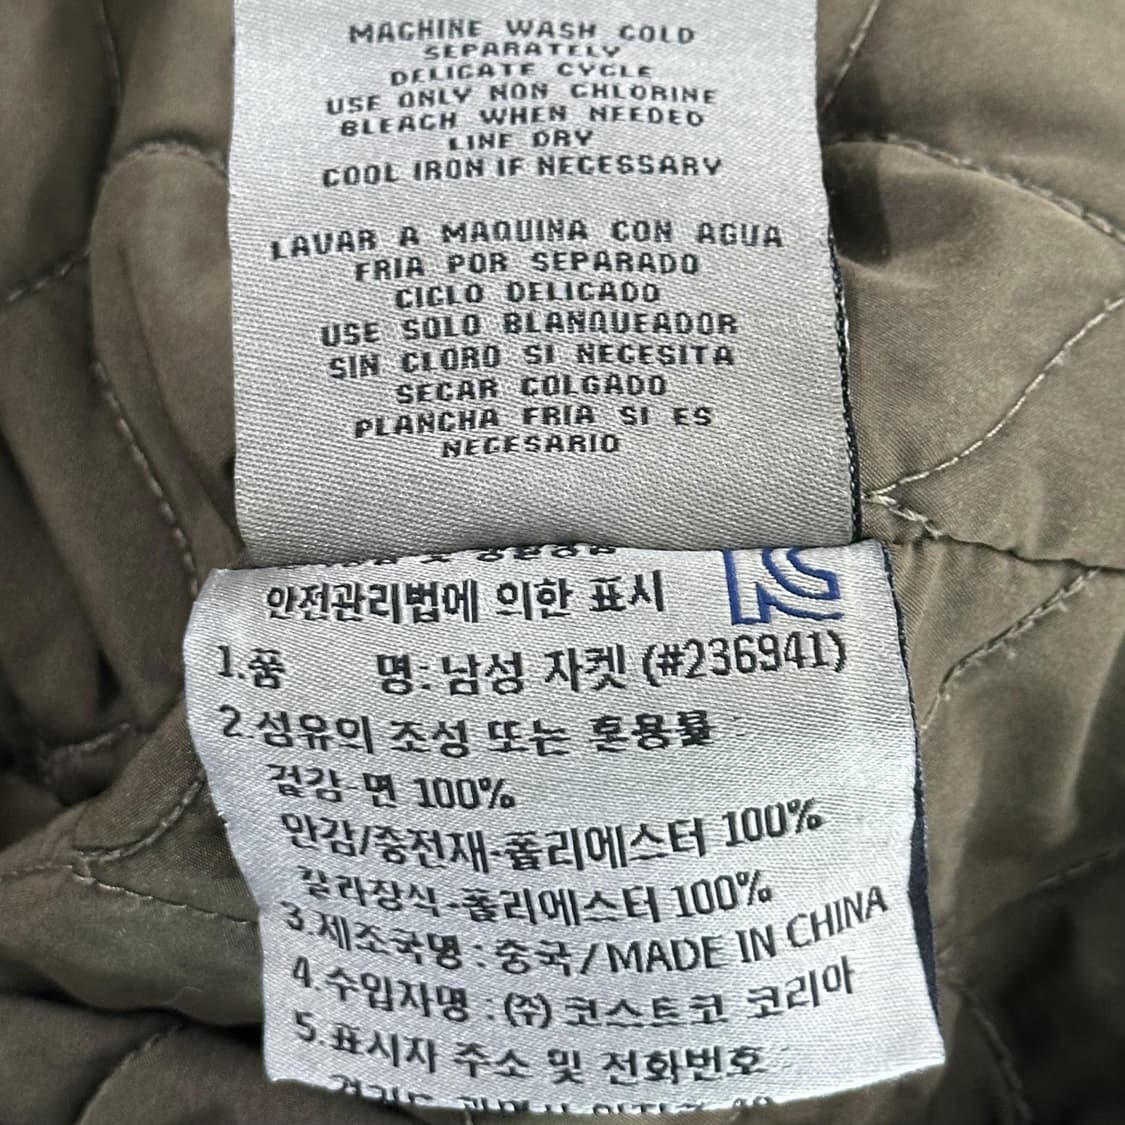 MACHINE WASH COLD
SEPARATELY
DELICATE CYCLE
USE ONLY NON CHLORINE
BLEACH WHEN NEEDED
LINE DRY
COOL IRON IF NECESSARY
LAVAR A MAQUINA CON AGUA
FRIA POR SEPARADO
CICLO DELICADO
USE SOLO BLANQUEADOR
SIN CLORO SI NECESITA
SECAR COLGADO
PLANCHA FRIA SI ES
NECESARIO
안전관리법에 의한 표시
1.품 명: 남성 자켓 (#236941)
2.섬유의 조성 또는 혼용률
겉감-면 100%
안감/충전재-폴리에스터 100%
칼라장식-폴리에스터 100%
3.제조국명 : 중국/MADE IN CHINA
4.수입자명 : (주) 코스트코 코리아
5.표시자 주소 및 전화번호